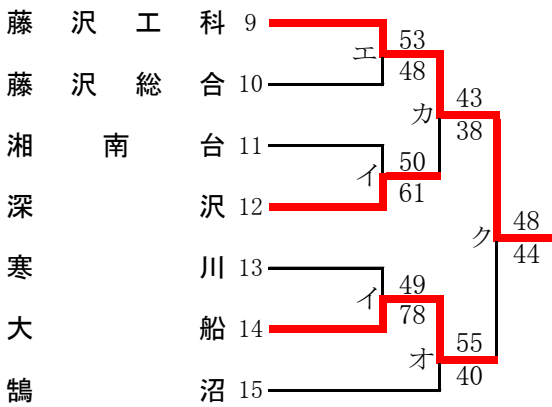 藤沢工科 9
エ 53
48
藤沢総合 10
カ 43
38
湘南台 11
イ 50
61
深沢 12
ク 48
44
寒川 13
イ 49
78
大船 14
オ 55
40
鵠沼 15